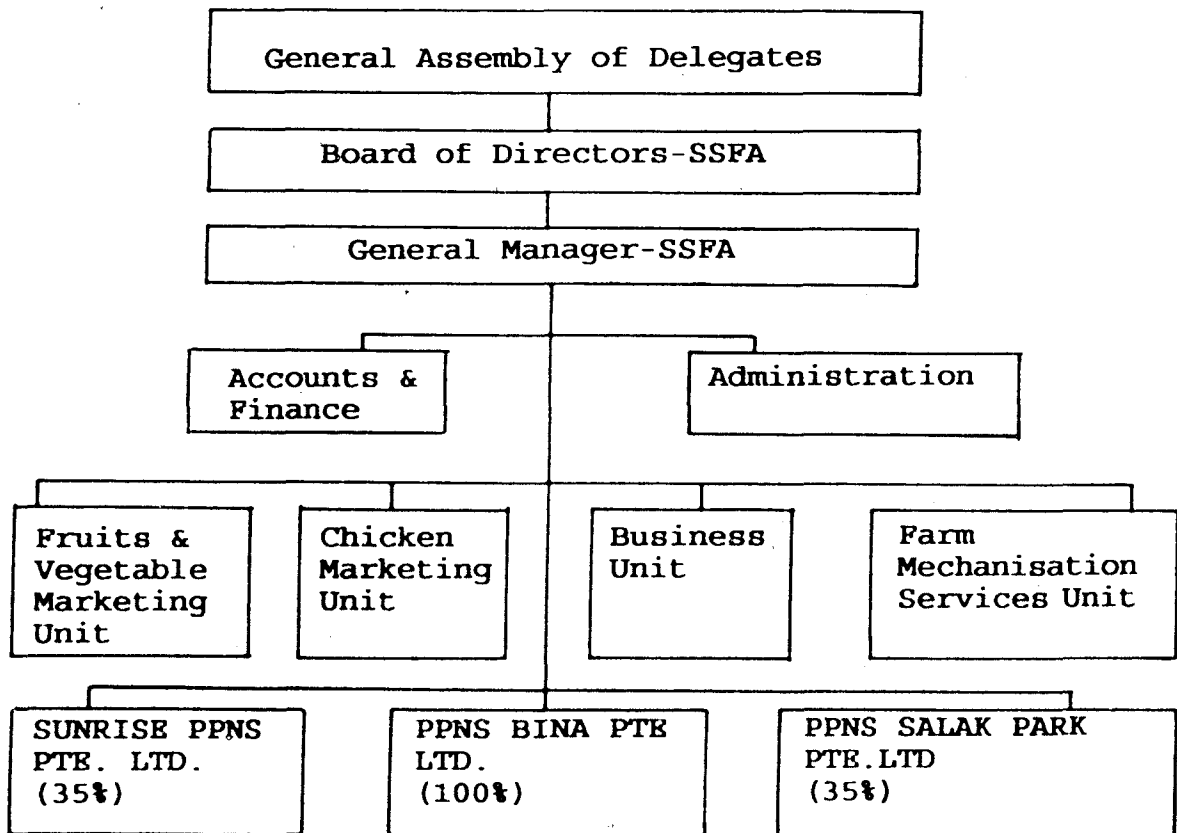 General Assembly of Delegates
Board of Directors-SSFA
General Manager-SSFA
Accounts &
Finance
Administration
Fruits &
Vegetable
Marketing
Unit
Chicken
Marketing
Unit
Business
Unit
Farm
Mechanisation
Services Unit
SUNRISE PPNS
PTE. LTD.
(35%)
PPNS BINA PTE
LTD.
(100%)
PPNS SALAK PARK
PTE.LTD
(35%)